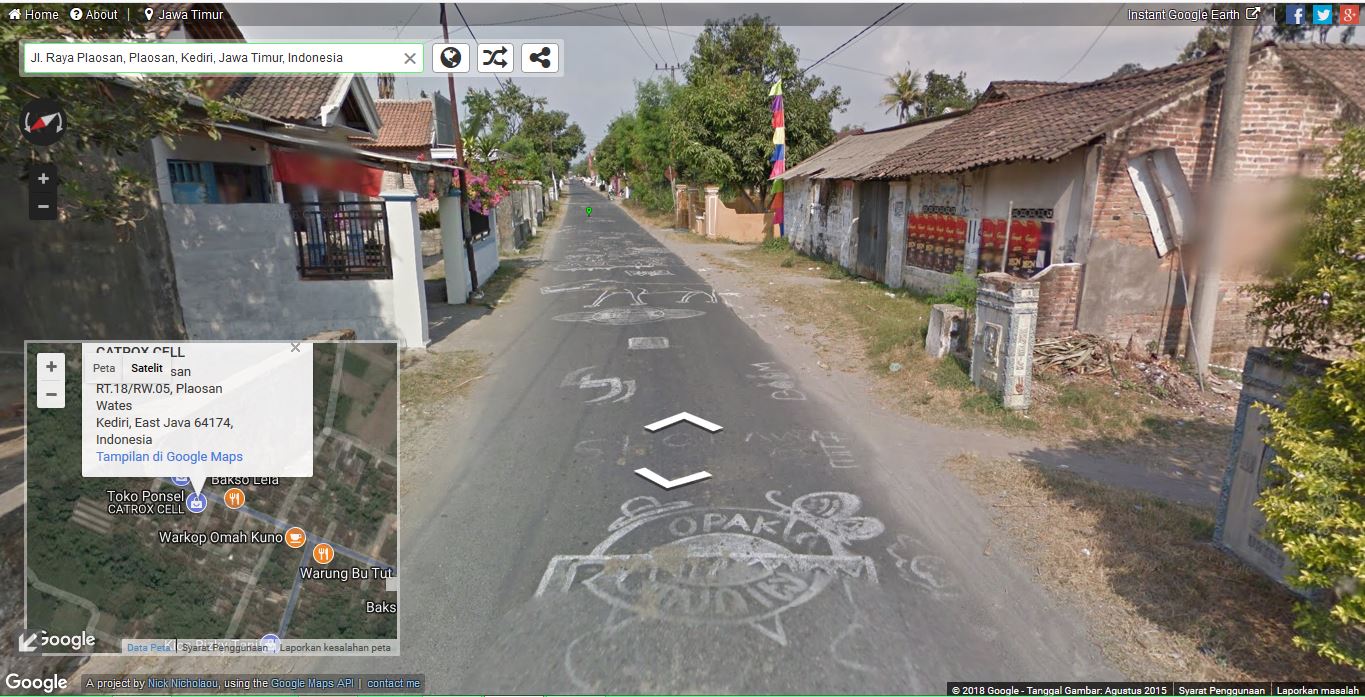 Home
About
Jawa Timur
Instant Google Earth
Jl. Raya Plaosan, Plaosan, Kediri, Jawa Timur, Indonesia
OPAK
CATROX CELL
Peta
Satelit
san
RT.18/RW.05, Plaosan
Wates
Kediri, East Java 64174,
Indonesia
Tampilan di Google Maps
Bakso Lela
Toko Ponsel
CATROX CELL
Warkop Omah Kuno
Warung Bu Tut
Baks
Google
Data Peta
Syarat Penggunaan
Laporkan kesalahan peta
Google
A project by Nick Nicholaou, using the Google Maps API | contact me
© 2018 Google - Tanggal Gambar: Agustus 2015
Syarat Penggunaan
Laporkan masalah